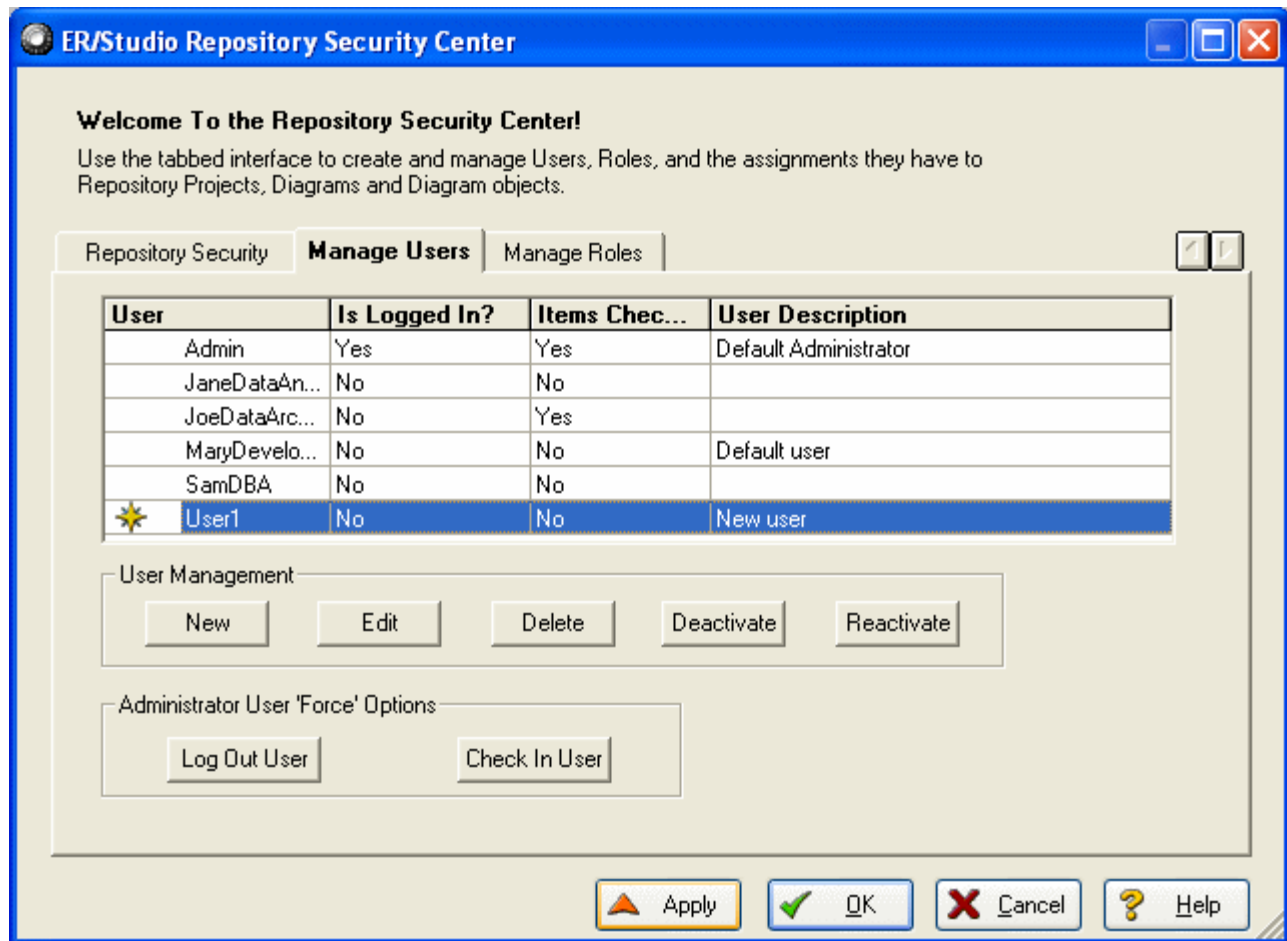 ER/Studio Repository Security Center
Welcome To the Repository Security Center!
Use the tabbed interface to create and manage Users, Roles, and the assignments they have to
Repository Projects, Diagrams and Diagram objects.
Repository Security Manage Users Manage Roles
User Is Logged In? Items Chec... User Description
Admin Yes Yes Default Administrator
JaneDataAn... No No
JoeDataArc... No Yes
MaryDevelo... No No Default user
SamDBA No No
User1 No No New user
User Management
New Edit Delete Deactivate Reactivate
Administrator User 'Force' Options
Log Out User Check In User
Apply OK Cancel Help